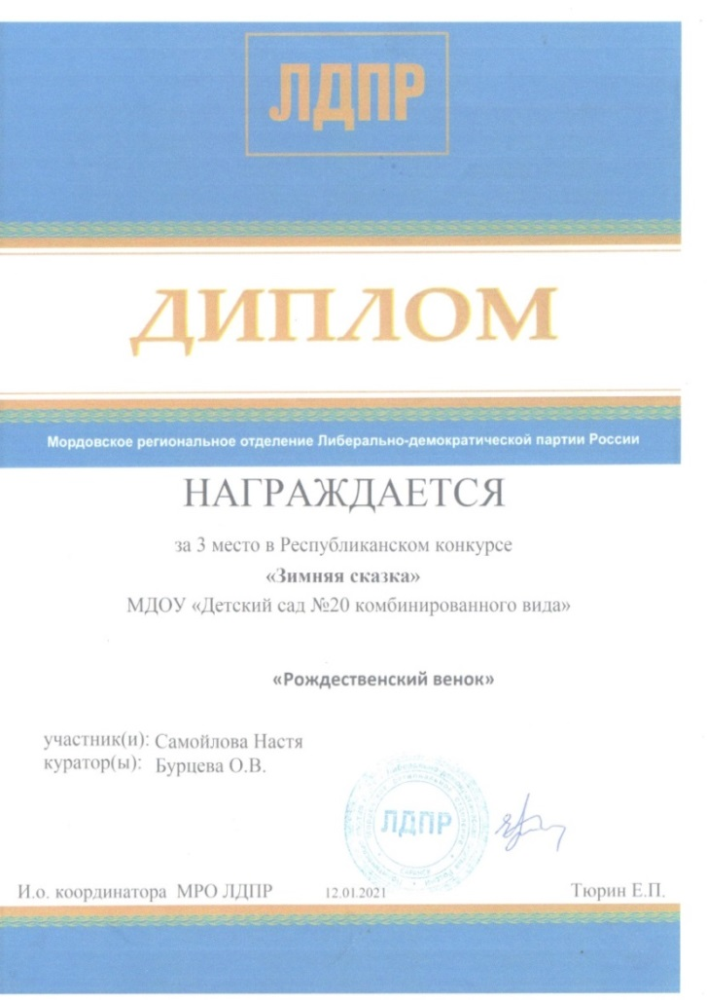 ЛДПР
ДИПЛОМ
Мордовское региональное отделение Либерально-демократической партии России
НАГРАЖДАЕТСЯ
за 3 место в Республиканском конкурсе
«Зимняя сказка»
МДОУ «Детский сад №20 комбинированного вида»
«Рождественский венок»
участник(и): Самойлова Настя
куратор(ы): Бурцева О.В.
ЛДПР
И.о. координатора МРО ЛДПР 12.01.2021 Тюрин Е.П.